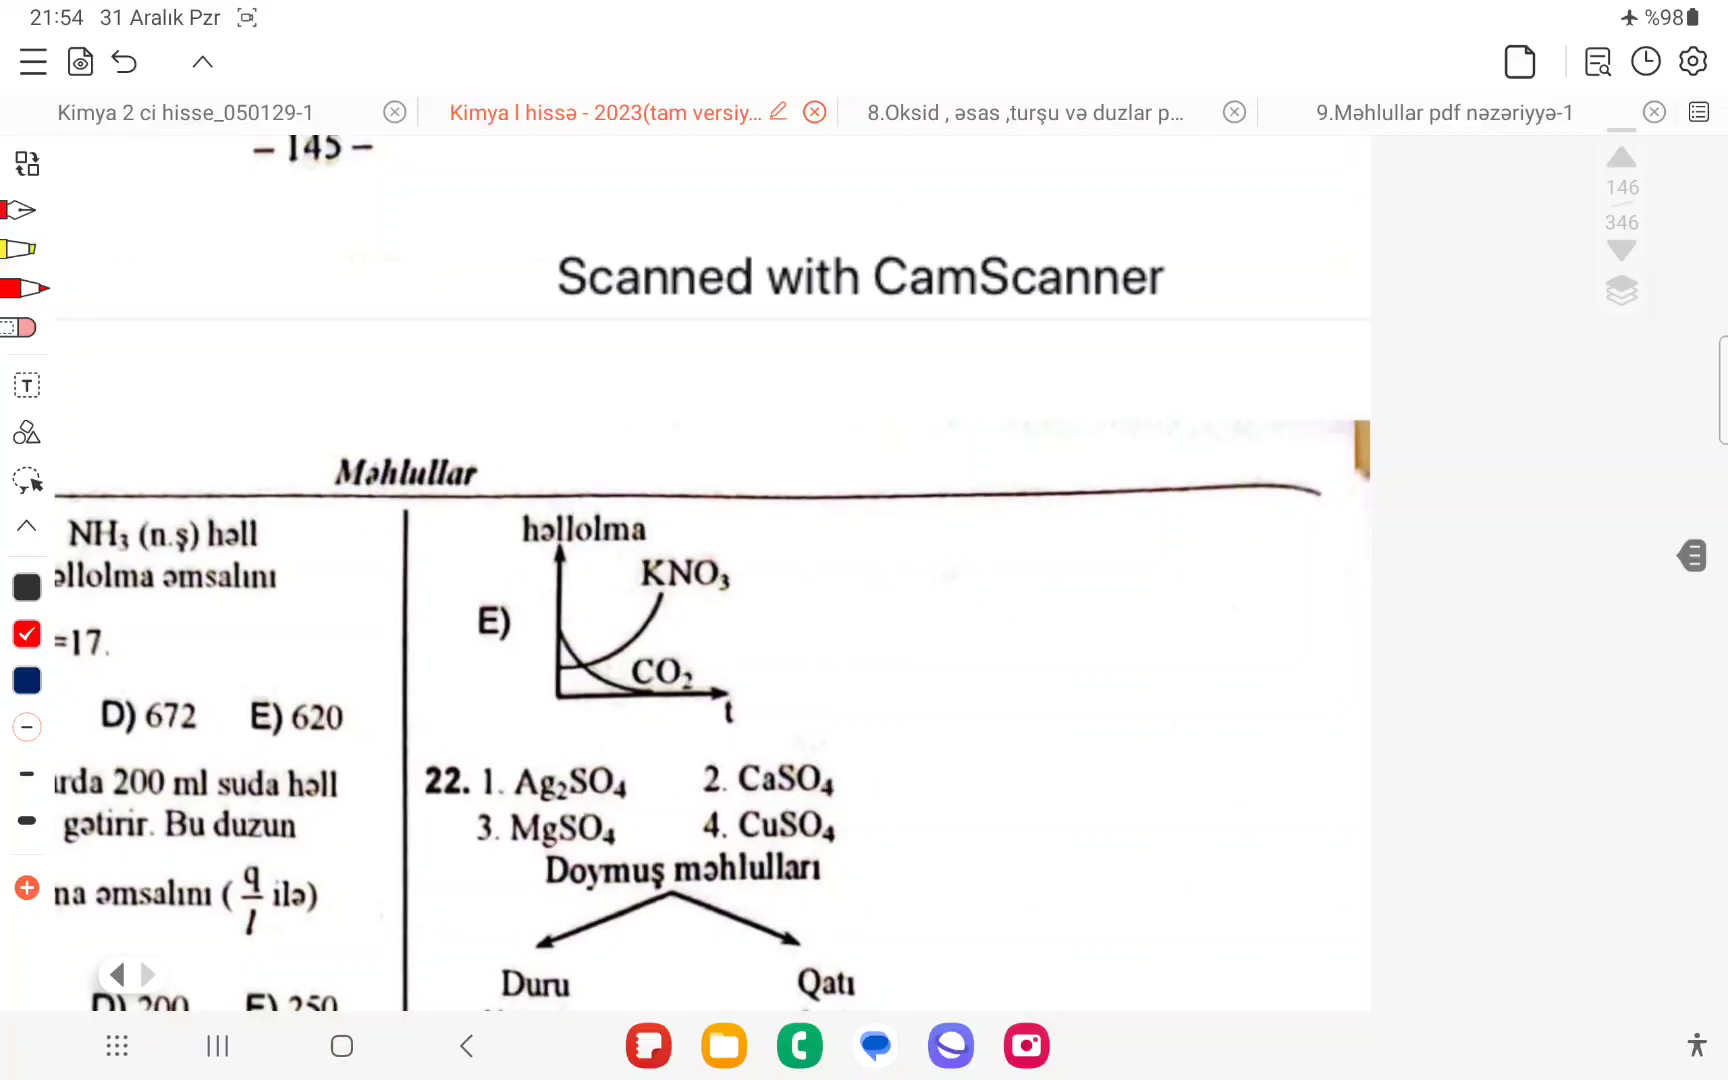 21:54 31 Aralık Pzr
%98
Kimya 2 ci hisse_050129-1
Kimya l hissə - 2023(tam versiy...
8.Oksid , əsas ,turşu və duzlar p...
9.Məhlullar pdf nəzəriyyə-1
146
346
T
– 145 –
Scanned with CamScanner
Məhlullar
NH₃ (n.ş) həll
əllolma əmsalını
=17.
D) 672 E) 620
ırda 200 ml suda həll
gətirir. Bu duzun
na əmsalını ( q/l ilə)
D) 200 E) 250
həllolma
KNO₃
E)
CO₂
t
22. 1. Ag₂SO₄ 2. CaSO₄
3. MgSO₄ 4. CuSO₄
Doymuş məhlulları
Duru Qatı